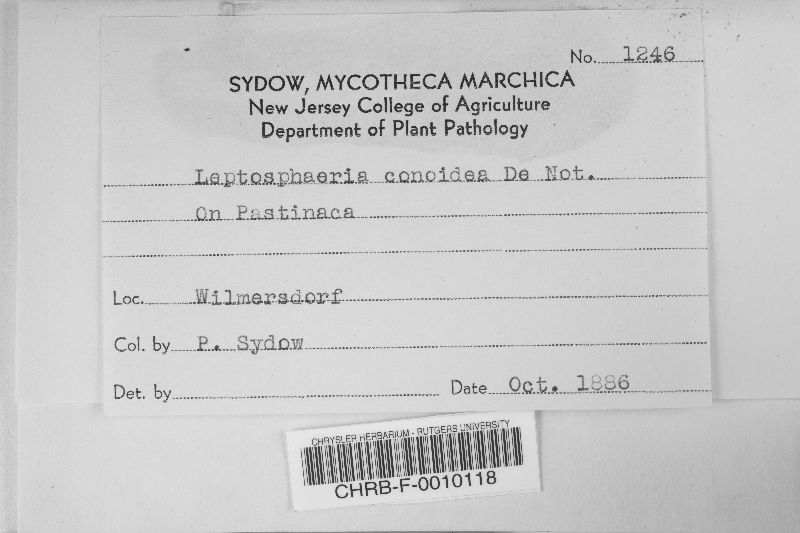 No. 1246
SYDOW, MYCOTHECA MARCHICA
New Jersey College of Agriculture
Department of Plant Pathology
Leptosphaeria conoidea De Not.
On Pastinaca
Loc. Wilmersdorf
Col. by P. Sydow
Det. by Date Oct. 1886
CHRYSLER HERBARIUM - RUTGERS UNIVERSITY
CHRB-F-0010118